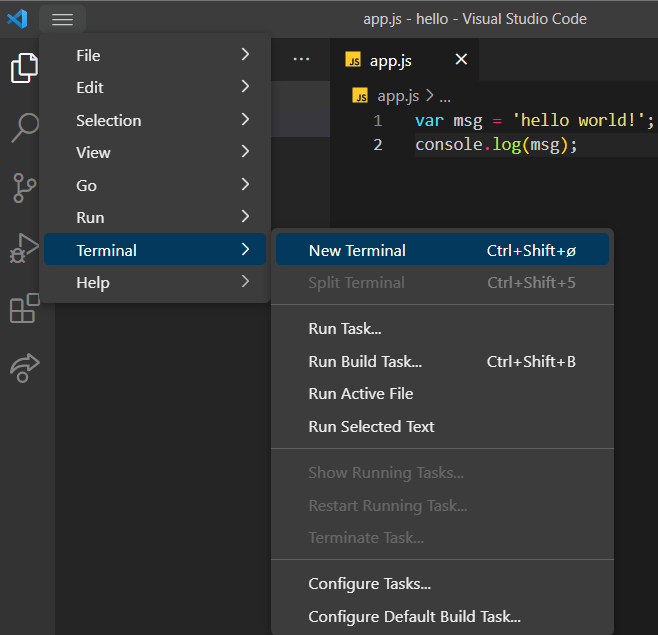 app.js - hello - Visual Studio Code
File
Edit
Selection
View
Go
Run
Terminal
Help
···
JS app.js
JS app.js > ...
1 var msg = 'hello world!';
2 console.log(msg);
New Terminal Ctrl+Shift+ø
Split Terminal Ctrl+Shift+5
Run Task...
Run Build Task... Ctrl+Shift+B
Run Active File
Run Selected Text
Show Running Tasks...
Restart Running Task...
Terminate Task...
Configure Tasks...
Configure Default Build Task...